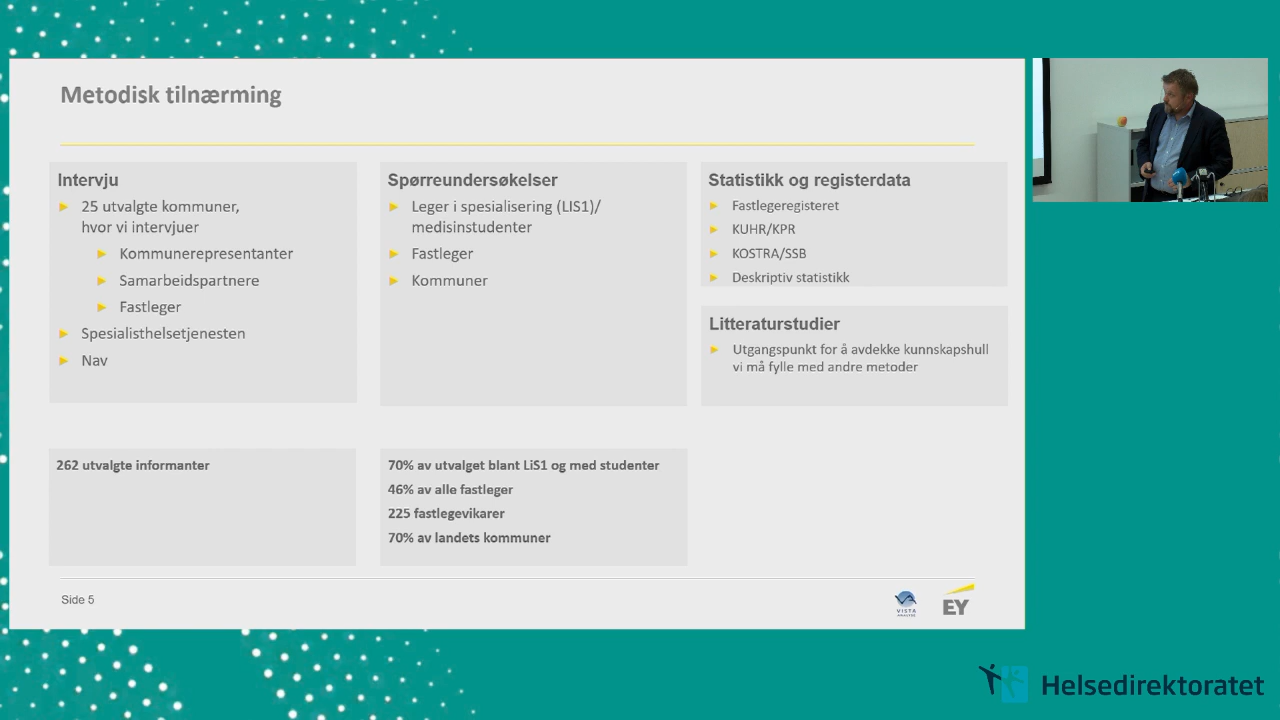 Metodisk tilnærming
Intervju
25 utvalgte kommuner,
hvor vi intervjuer
Kommunerepresentanter
Samarbeidspartnere
Fastleger
Spesialisthelsetjenesten
Nav
Spørreundersøkelser
Leger i spesialisering (LIS1)/
medisinstudenter
Fastleger
Kommuner
Statistikk og registerdata
Fastlegeregisteret
KUHR/KPR
KOSTRA/SSB
Deskriptiv statistikk
Litteraturstudier
Utgangspunkt for å avdekke kunnskapshull
vi må fylle med andre metoder
262 utvalgte informanter
70% av utvalget blant LiS1 og med studenter
46% av alle fastleger
225 fastlegevikarer
70% av landets kommuner
Side 5
VISTA
ANALYSE
EY
Helsedirektoratet